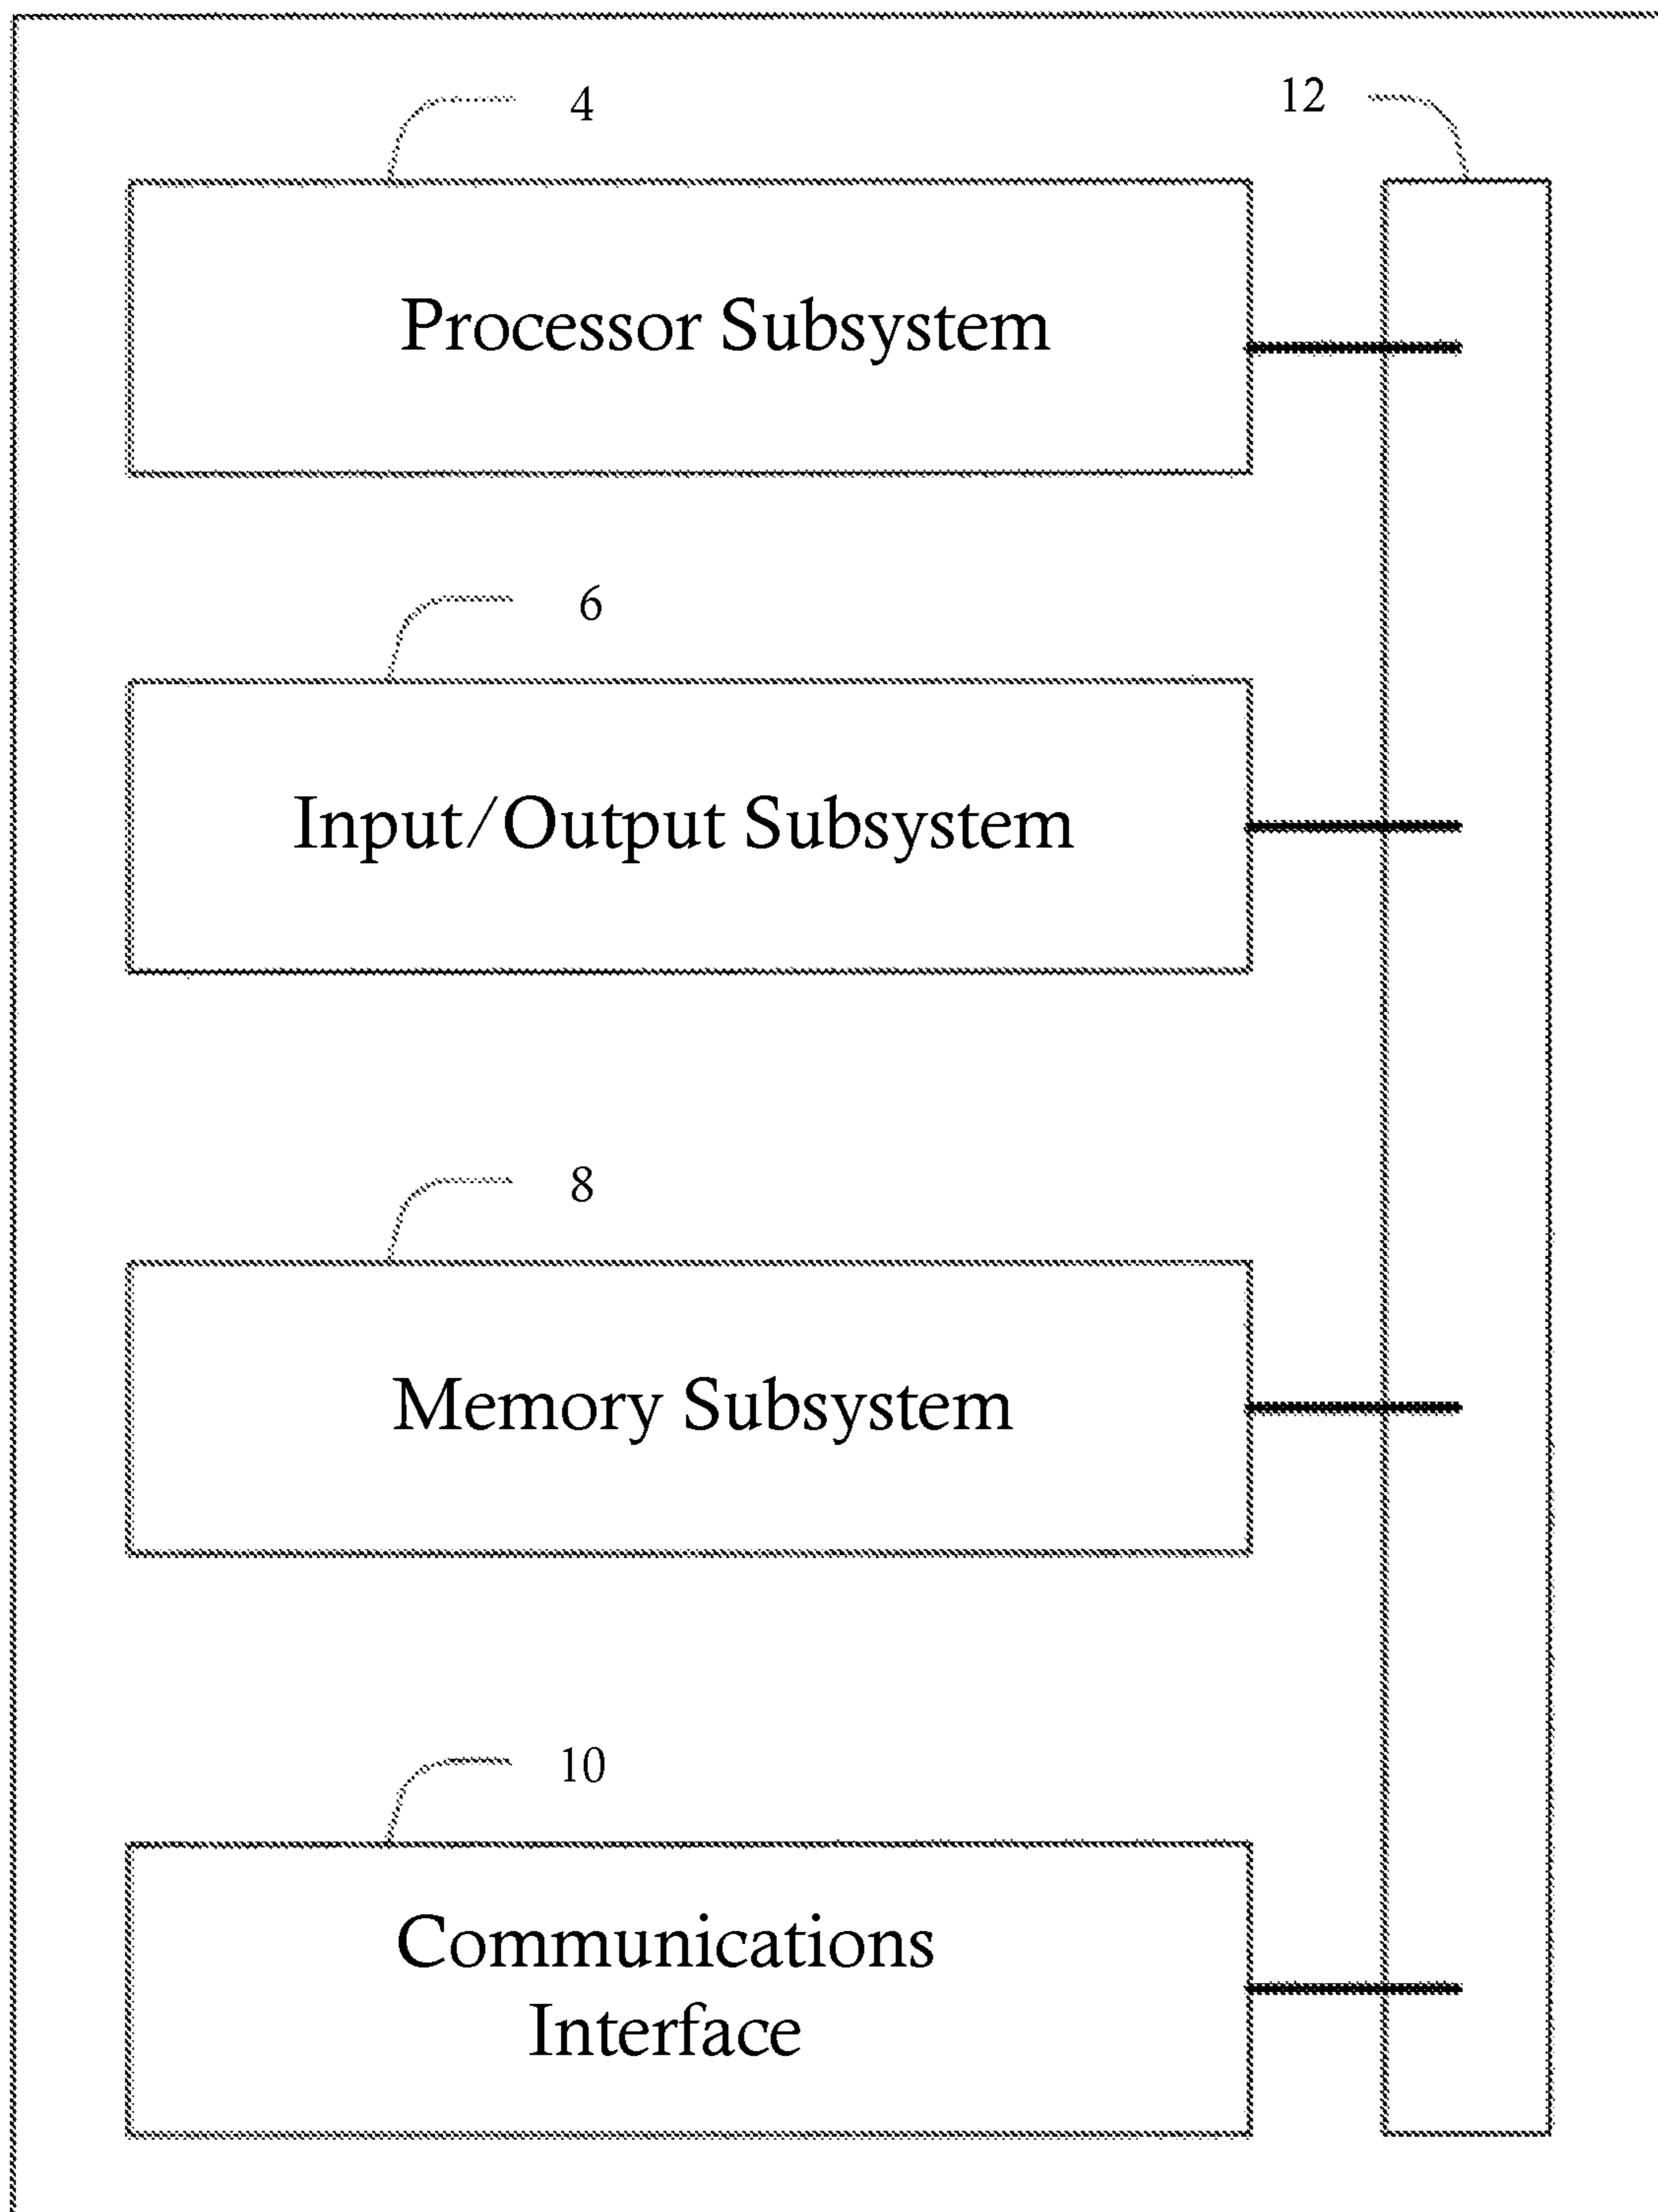 4
12
Processor Subsystem
6
Input/Output Subsystem
8
Memory Subsystem
10
Communications
Interface